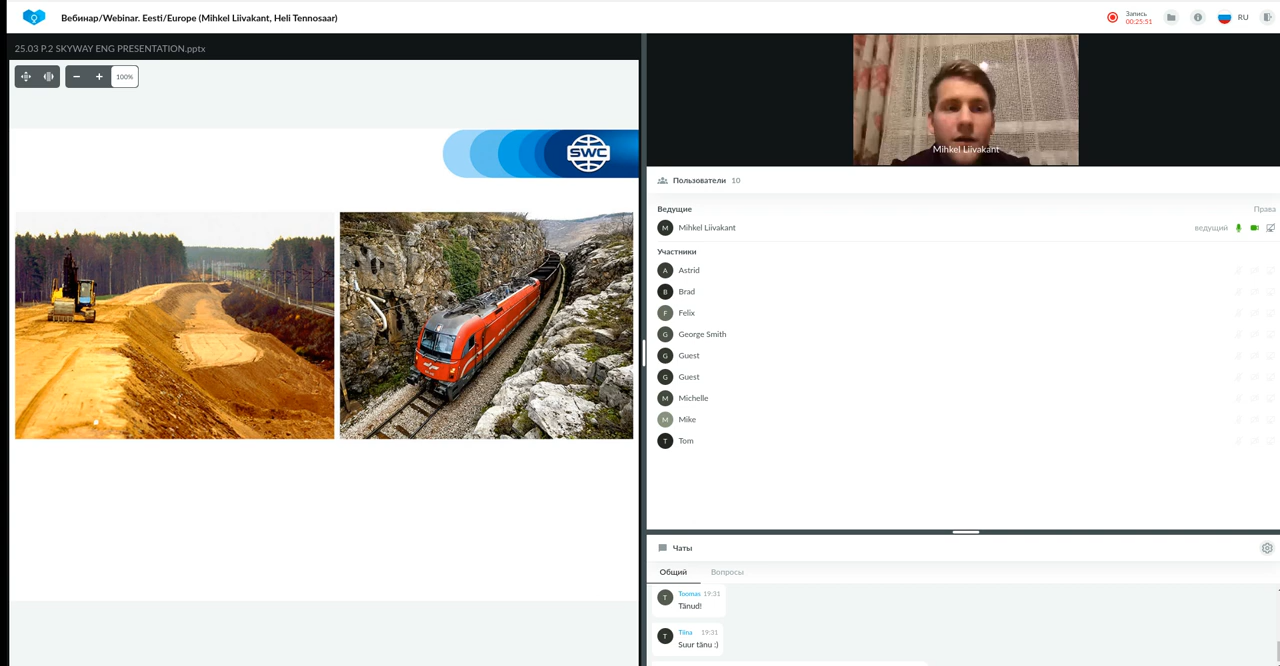 Вебинар/Webinar. Eesti/Europe (Mihkel Liivakant, Heli Tennosaar)
Запись
00:25:51
RU
25.03 P.2 SKYWAY ENG PRESENTATION.pptx
100%
SWC
Mihkel Liivakant
Пользователи 10
Ведущие
Права
M Mihkel Liivakant
ведущий
Участники
A Astrid
B Brad
F Felix
G George Smith
G Guest
G Guest
M Michelle
M Mike
T Tom
Чаты
Общий
Вопросы
T Toomas 19:31
Tänud!
T Tiina 19:31
Suur tänu :)